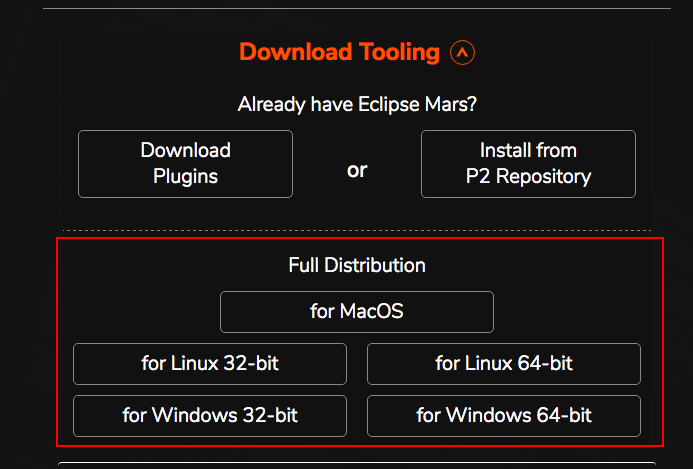 Download Tooling
Already have Eclipse Mars?
Download
Plugins
or
Install from
P2 Repository
Full Distribution
for MacOS
for Linux 32-bit
for Linux 64-bit
for Windows 32-bit
for Windows 64-bit